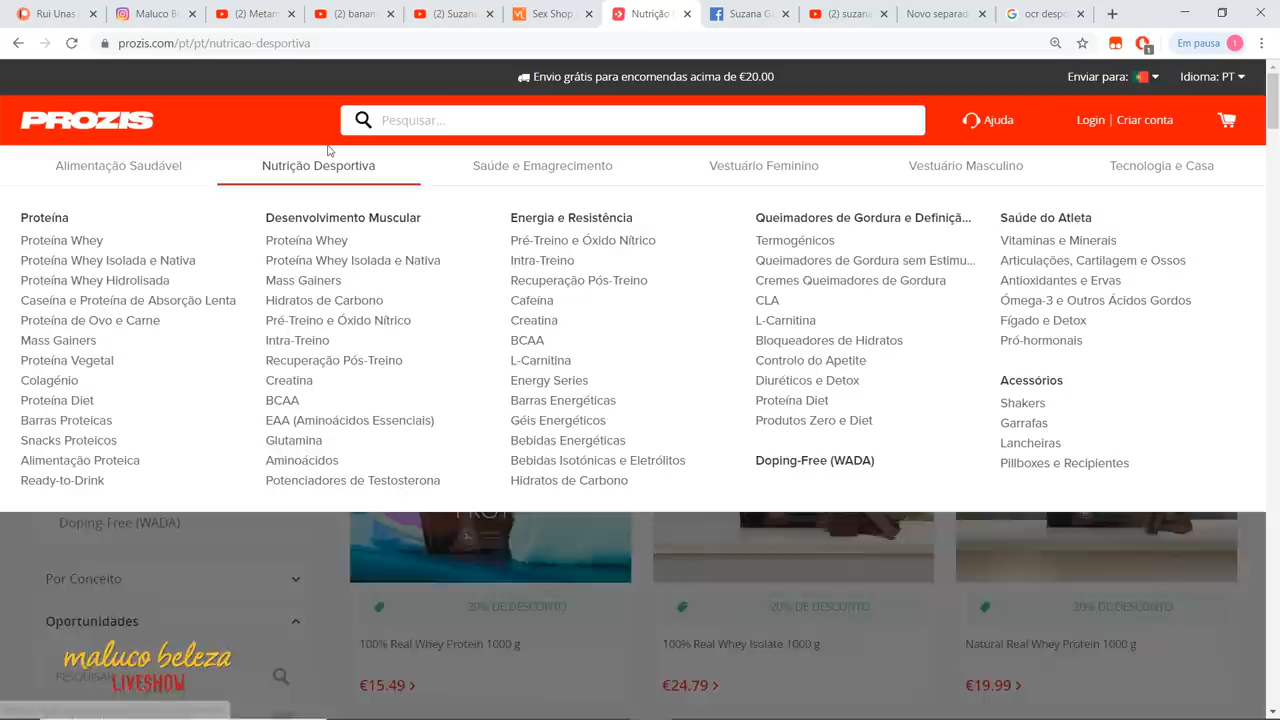 Rui Unas
Maluco B
(2) Metam
(2) banan
(2) Suzana
Sex Shop
Nutrição
Suzana G
(2) suzana
Novo separad
ocr despo
prozis.com/pt/pt/nutricao-desportiva
Em pausa
Envio grátis para encomendas acima de €20.00
Enviar para:
Idioma: PT
PROZIS
Pesquisar...
Ajuda
Login | Criar conta
Alimentação Saudável
Nutrição Desportiva
Saúde e Emagrecimento
Vestuário Feminino
Vestuário Masculino
Tecnologia e Casa
Proteína
Proteína Whey
Proteína Whey Isolada e Nativa
Proteína Whey Hidrolisada
Caseína e Proteína de Absorção Lenta
Proteína de Ovo e Carne
Mass Gainers
Proteína Vegetal
Colagénio
Proteína Diet
Barras Proteicas
Snacks Proteicos
Alimentação Proteica
Ready-to-Drink
Desenvolvimento Muscular
Proteína Whey
Proteína Whey Isolada e Nativa
Mass Gainers
Hidratos de Carbono
Pré-Treino e Óxido Nítrico
Intra-Treino
Recuperação Pós-Treino
Creatina
BCAA
EAA (Aminoácidos Essenciais)
Glutamina
Aminoácidos
Potenciadores de Testosterona
Energia e Resistência
Pré-Treino e Óxido Nítrico
Intra-Treino
Recuperação Pós-Treino
Cafeína
Creatina
BCAA
L-Carnitina
Energy Series
Barras Energéticas
Géis Energéticos
Bebidas Energéticas
Bebidas Isotónicas e Eletrólitos
Hidratos de Carbono
Queimadores de Gordura e Definiçã...
Termogénicos
Queimadores de Gordura sem Estimu...
Cremes Queimadores de Gordura
CLA
L-Carnitina
Bloqueadores de Hidratos
Controlo do Apetite
Diuréticos e Detox
Proteína Diet
Produtos Zero e Diet
Doping-Free (WADA)
Saúde do Atleta
Vitaminas e Minerais
Articulações, Cartilagem e Ossos
Antioxidantes e Ervas
Ómega-3 e Outros Ácidos Gordos
Fígado e Detox
Pró-hormonais
Acessórios
Shakers
Garrafas
Lancheiras
Pillboxes e Recipientes
Doping-Free (WADA)
Por Conceito
Oportunidades
maluco beleza
LIVESHOW
20% DE DESCONTO
100% Real Whey Protein 1000 g
€15.49
20% DE DESCONTO
100% Real Whey Isolate 1000 g
€24.79
20% DE DESCONTO
Natural Real Whey Protein 1000 g
€19.99